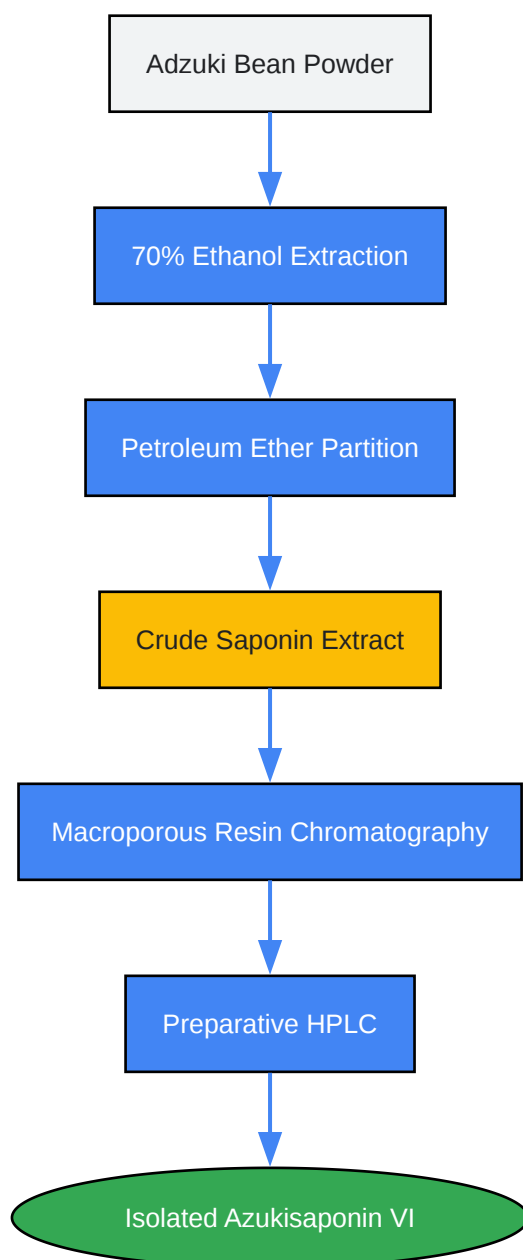 Adzuki Bean Powder
70% Ethanol Extraction
Petroleum Ether Partition
Crude Saponin Extract
Macroporous Resin Chromatography
Preparative HPLC
Isolated Azukisaponin VI